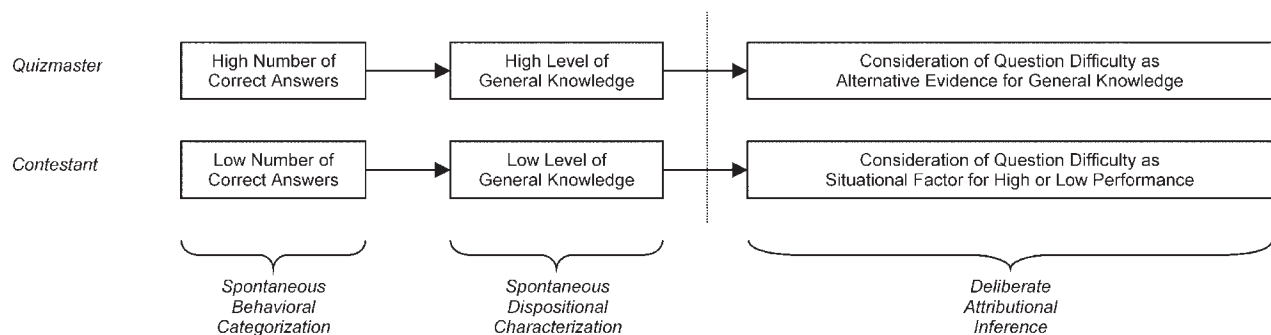 Quizmaster
High Number of
Correct Answers
High Level of
General Knowledge
Consideration of Question Difficulty as
Alternative Evidence for General Knowledge
Contestant
Low Number of
Correct Answers
Low Level of
General Knowledge
Consideration of Question Difficulty as
Situational Factor for High or Low Performance
Spontaneous
Behavioral
Categorization
Spontaneous
Dispositional
Characterization
Deliberate
Attributional
Inference